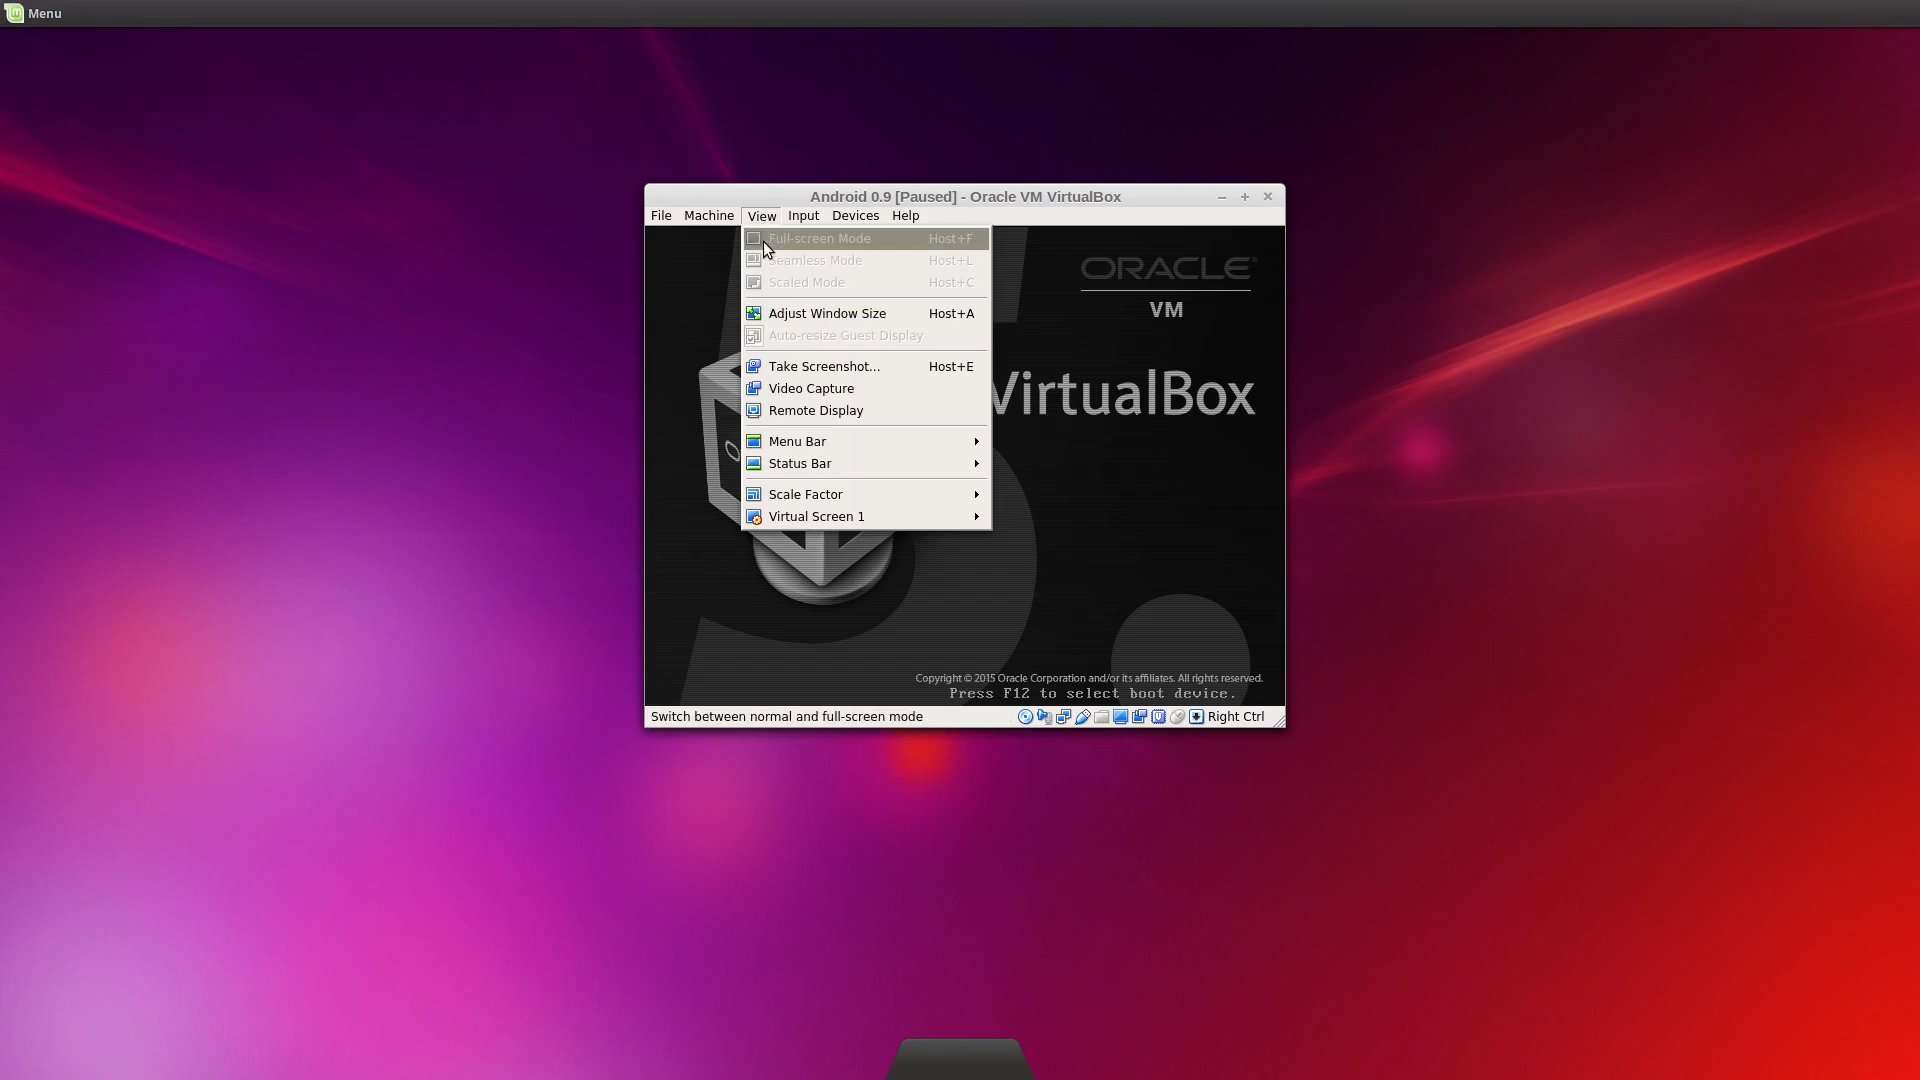 Menu
Android 0.9 [Paused] - Oracle VM VirtualBox
File Machine View Input Devices Help
Full-screen Mode Host+F
Seamless Mode Host+L
Scaled Mode Host+C
Adjust Window Size Host+A
Auto-resize Guest Display
Take Screenshot... Host+E
Video Capture
Remote Display
Menu Bar
Status Bar
Scale Factor
Virtual Screen 1
ORACLE
VM
VirtualBox
Copyright © 2015 Oracle Corporation and/or its affiliates. All rights reserved.
Press F12 to select boot device.
Switch between normal and full-screen mode
Right Ctrl